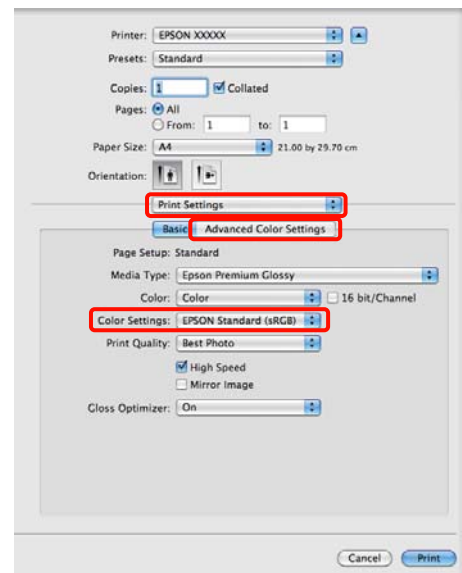 Printer: EPSON XXXXX
Presets: Standard
Copies: 1 Collated
Pages: All
From: 1 to: 1
Paper Size: A4 21.00 by 29.70 cm
Orientation:
Print Settings
Basic Advanced Color Settings
Page Setup: Standard
Media Type: Epson Premium Glossy
Color: Color 16 bit/Channel
Color Settings: EPSON Standard (sRGB)
Print Quality: Best Photo
High Speed
Mirror Image
Gloss Optimizer: On
Cancel Print